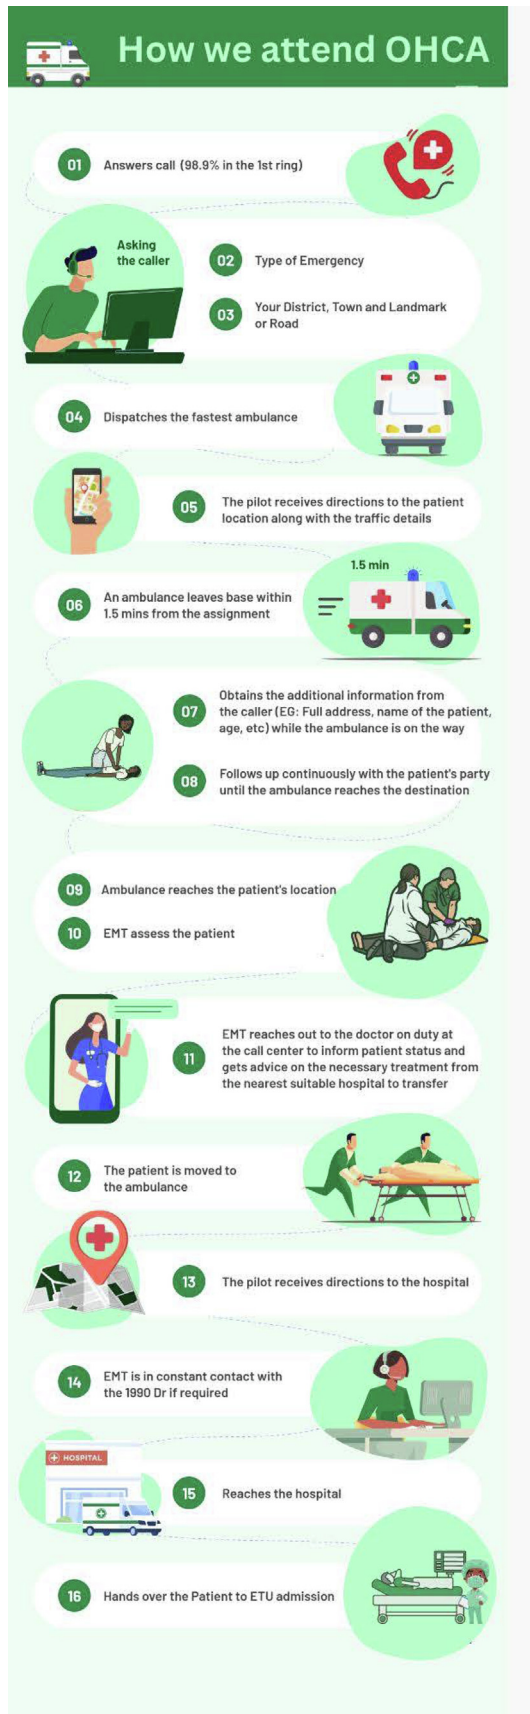 How we attend OHCA
01
Answers call (98.9% in the 1st ring)
Asking
the caller
02
Type of Emergency
03
Your District, Town and Landmark
or Road
04
Dispatches the fastest ambulance
05
The pilot receives directions to the patient
location along with the traffic details
1.5 min
06
An ambulance leaves base within
1.5 mins from the assignment
07
Obtains the additional information from
the caller (EG: Full address, name of the patient,
age, etc) while the ambulance is on the way
08
Follows up continuously with the patient's party
until the ambulance reaches the destination
09
Ambulance reaches the patient's location
10
EMT assess the patient
11
EMT reaches out to the doctor on duty at
the call center to inform patient status and
gets advice on the necessary treatment from
the nearest suitable hospital to transfer
12
The patient is moved to
the ambulance
13
The pilot receives directions to the hospital
14
EMT is in constant contact with
the 1990 Dr if required
HOSPITAL
15
Reaches the hospital
16
Hands over the Patient to ETU admission